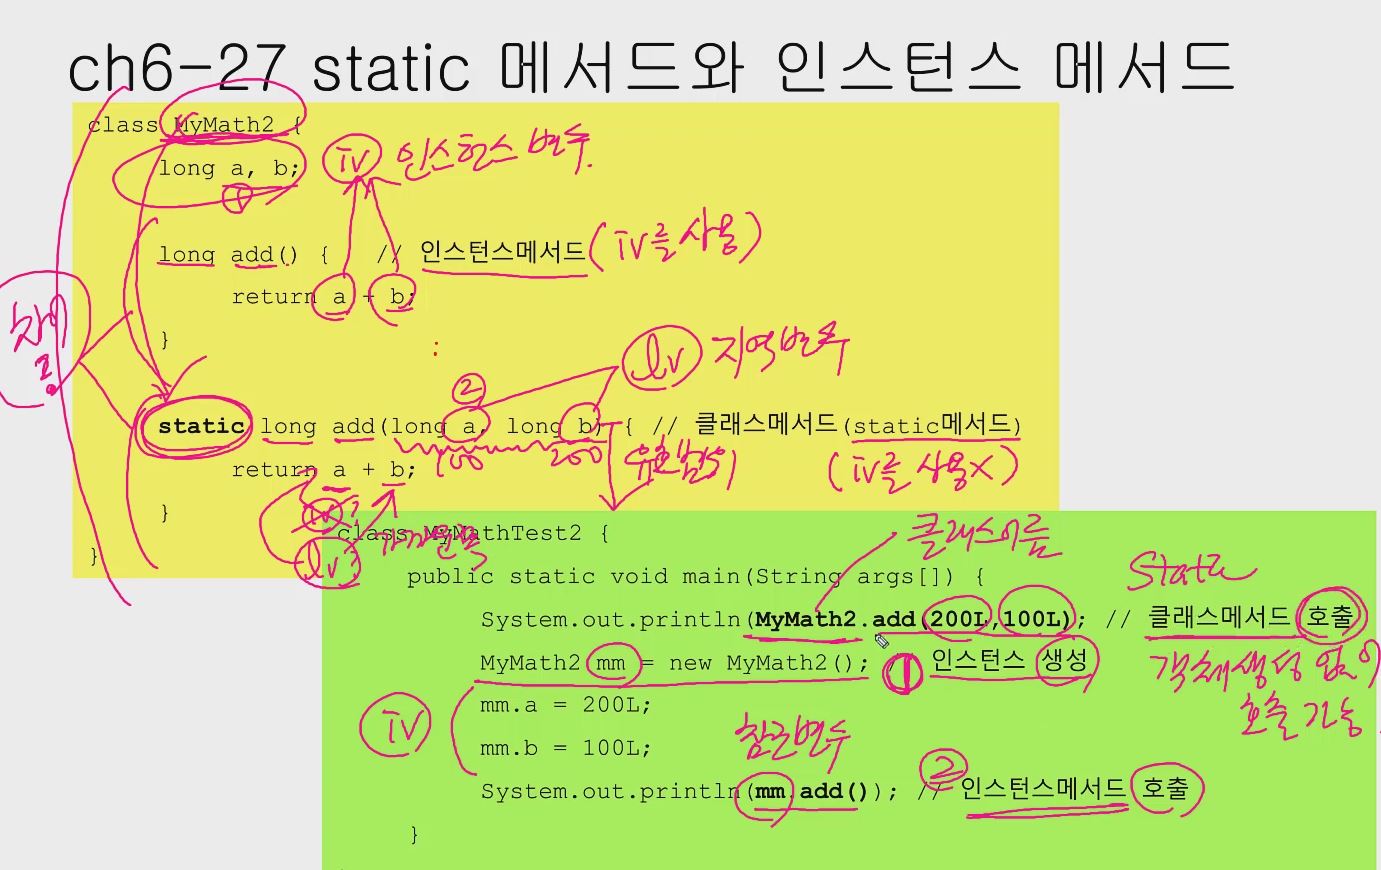 ch6-27 static 메서드와 인스턴스 메서드
class MyMath2 {
long a, b;
iv 인스턴스 변수.
①
long add() { // 인스턴스메서드 (iv를 사용)
return a + b;
}
차이
?
lv 지역변수
②
static long add(long a, long b) { // 클래스메서드(static메서드)
100 200 유효범위 (iv를 사용X)
return a + b;
iv?
lv
}
}
class MyMathTest2 {
클래스이름
public static void main(String args[]) {
static
System.out.println(MyMath2.add(200L,100L); // 클래스메서드 호출
MyMath2 mm = new MyMath2(); // 인스턴스 생성
①
객체생성 없이
호출 가능.
iv
mm.a = 200L;
참조변수
mm.b = 100L;
②
System.out.println(mm.add()); // 인스턴스메서드 호출
}